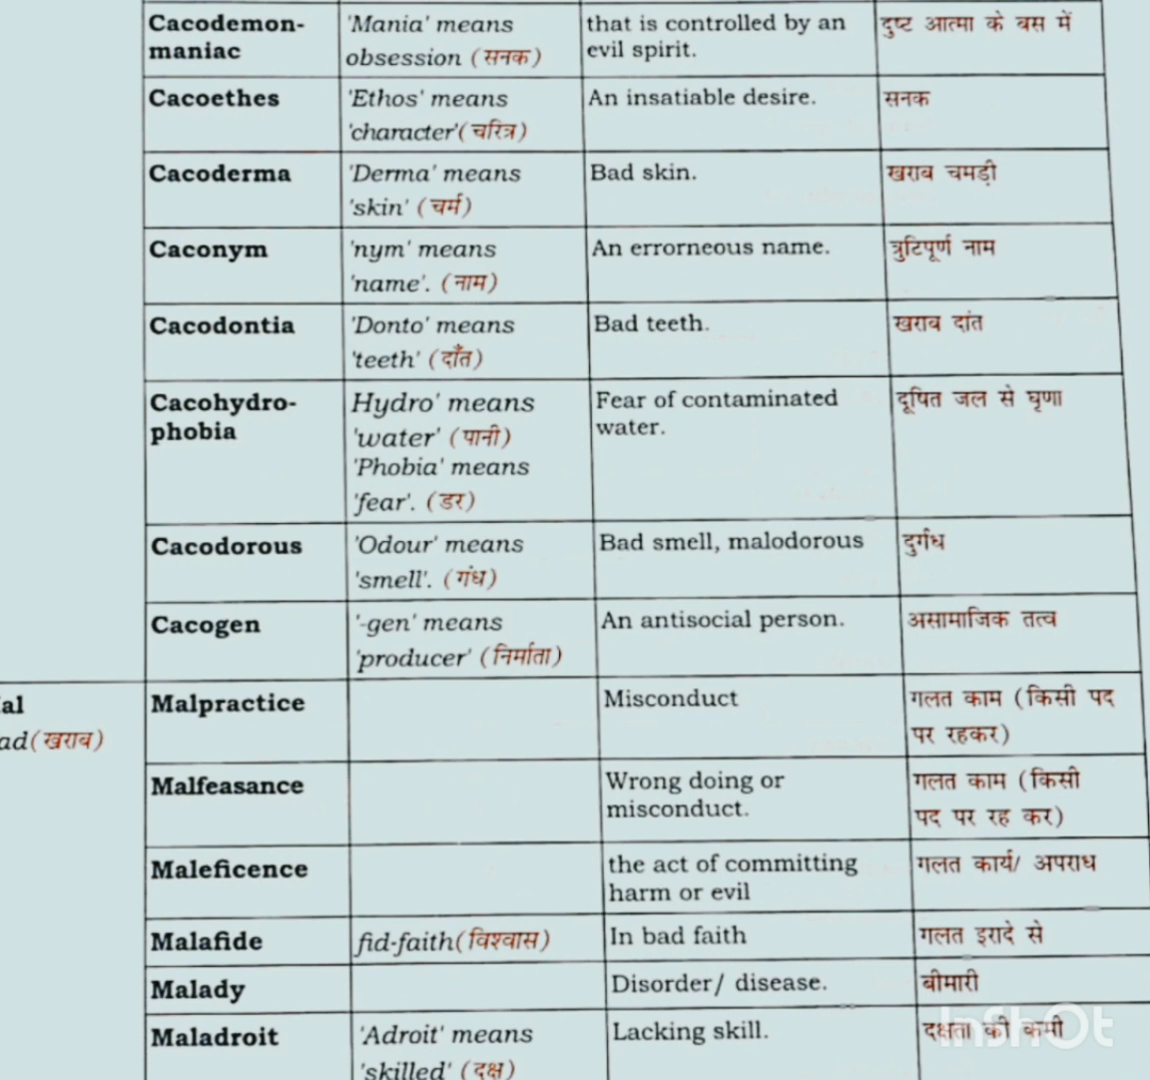 Cacodemon-
maniac
'Mania' means
obsession (सनक)
that is controlled by an
evil spirit.
दुष्ट आत्मा के वस में
Cacoethes
'Ethos' means
'character'(चरित्र)
An insatiable desire.
सनक
Cacoderma
'Derma' means
'skin' (चर्म)
Bad skin.
खराब चमड़ी
Caconym
'nym' means
'name'. (नाम)
An errorneous name.
त्रुटिपूर्ण नाम
Cacodontia
'Donto' means
'teeth' (दाँत)
Bad teeth.
खराब दांत
Cacohydro-
phobia
Hydro' means
'water' (पानी)
'Phobia' means
'fear'. (डर)
Fear of contaminated
water.
दूषित जल से घृणा
Cacodorous
'Odour' means
'smell'. (गंध)
Bad smell, malodorous
दुर्गंध
Cacogen
'-gen' means
'producer' (निर्माता)
An antisocial person.
असामाजिक तत्व
al
ad(खराब)
Malpractice
Misconduct
गलत काम (किसी पद
पर रहकर)
Malfeasance
Wrong doing or
misconduct.
गलत काम (किसी
पद पर रह कर)
Maleficence
the act of committing
harm or evil
गलत कार्य/ अपराध
Malafide
fid-faith(विश्वास)
In bad faith
गलत इरादे से
Malady
Disorder/ disease.
बीमारी
Maladroit
'Adroit' means
'skilled' (दक्ष)
Lacking skill.
दक्षता की कमी
InShOt